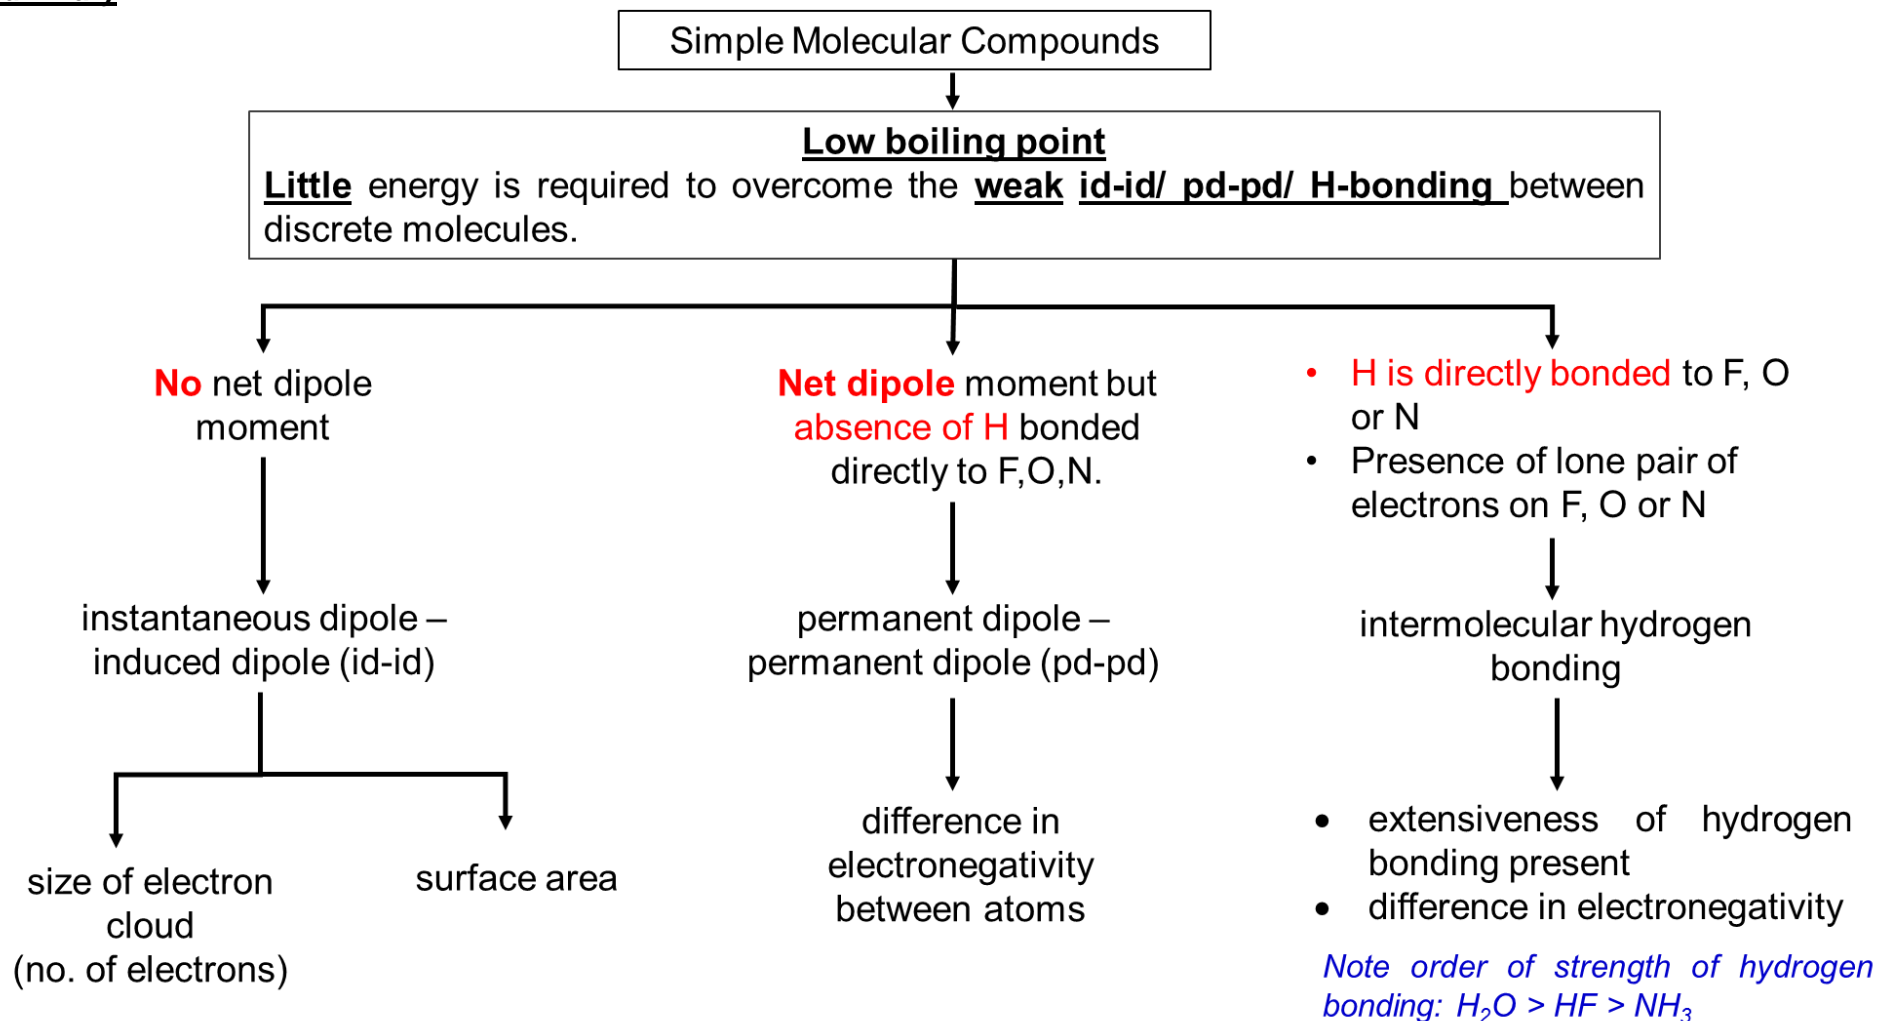 Simple Molecular Compounds
Low boiling point
Little energy is required to overcome the weak id-id/ pd-pd/ H-bonding between
discrete molecules.
No net dipole
moment
instantaneous dipole –
induced dipole (id-id)
size of electron
cloud
(no. of electrons)
surface area
Net dipole moment but
absence of H bonded
directly to F,O,N.
permanent dipole –
permanent dipole (pd-pd)
difference in
electronegativity
between atoms
• H is directly bonded to F, O
or N
• Presence of lone pair of
electrons on F, O or N
intermolecular hydrogen
bonding
• extensiveness of hydrogen
bonding present
• difference in electronegativity
Note order of strength of hydrogen
bonding: H₂O > HF > NH₃